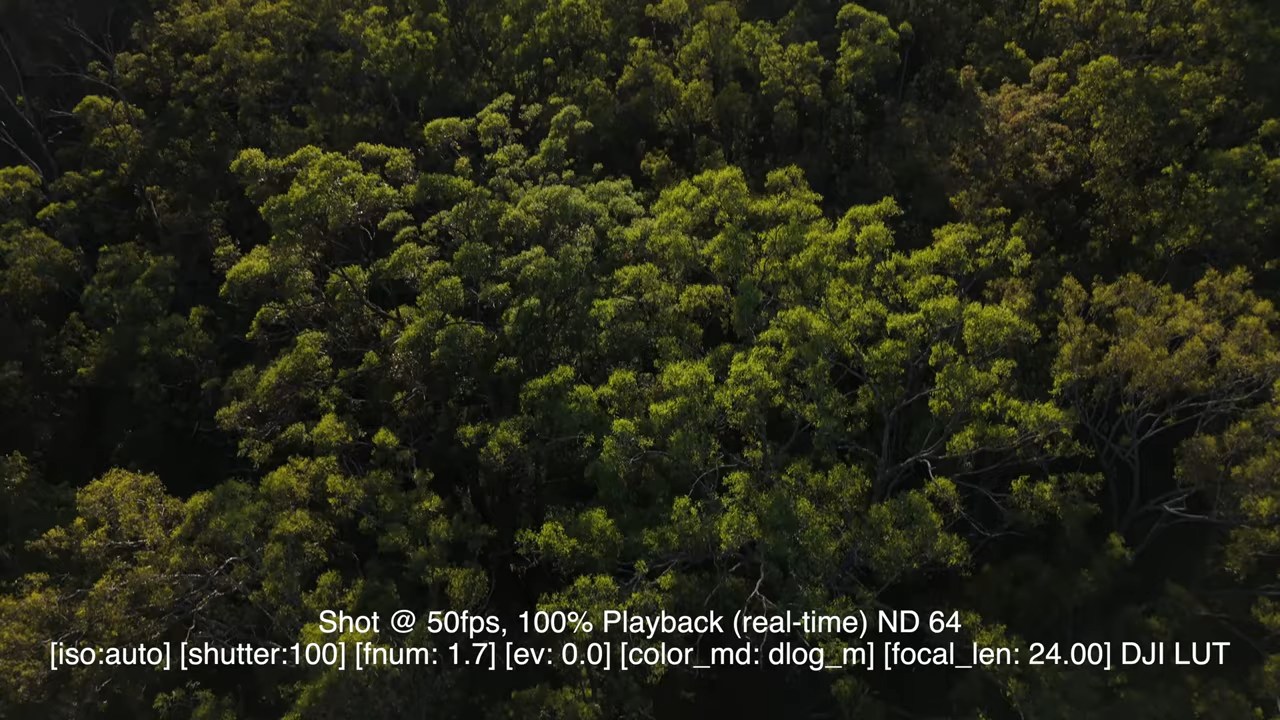 Shot @ 50fps, 100% Playback (real-time) ND 64
[iso:auto] [shutter:100] [fnum: 1.7] [ev: 0.0] [color_md: dlog_m] [focal_len: 24.00] DJI LUT